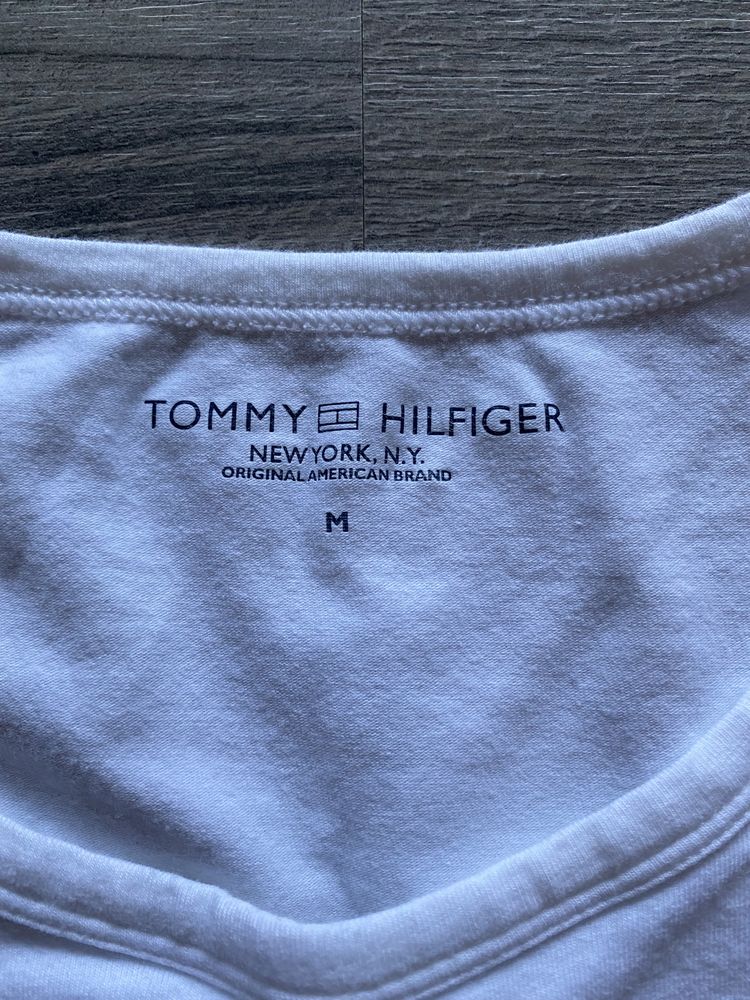 TOMMY HILFIGER
NEW YORK, N.Y.
ORIGINAL AMERICAN BRAND
M